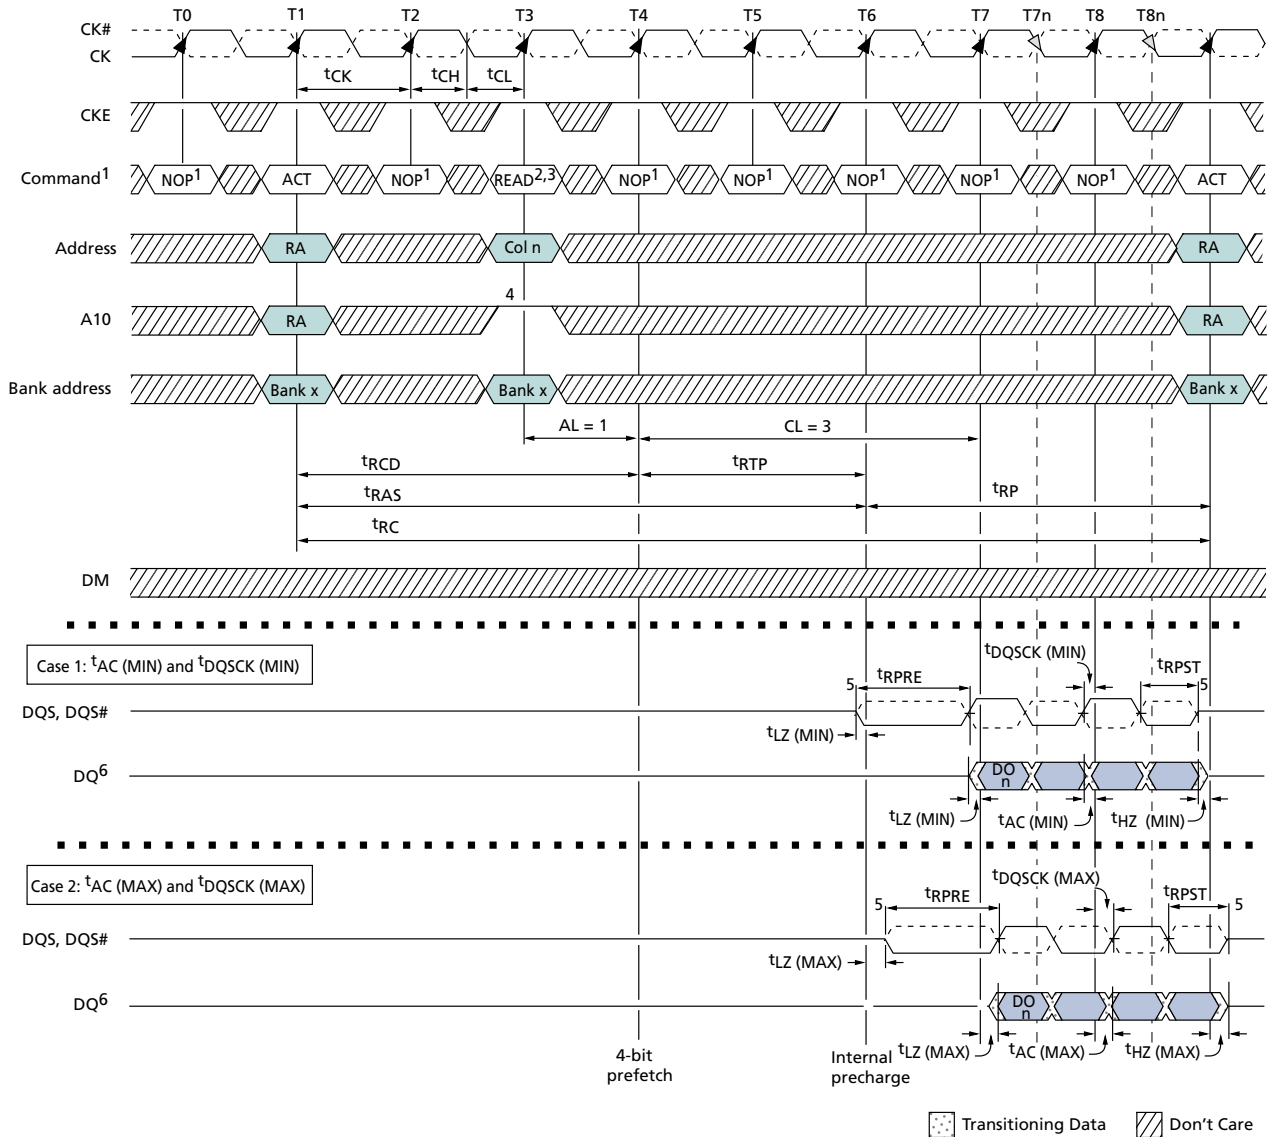 T0 T1 T2 T3 T4 T5 T6 T7 T7n T8 T8n
CK#
CK
tCK tCH tCL
CKE
Command1 NOP1 ACT NOP1 READ2,3 NOP1 NOP1 NOP1 NOP1 NOP1 ACT
Address RA Col n RA
4
A10 RA RA
Bank address Bank x Bank x Bank x
AL = 1 CL = 3
tRCD tRTP
tRAS tRP
tRC
DM
Case 1: tAC (MIN) and tDQSCK (MIN)
tDQSCK (MIN)
5 tRPRE tRPST 5
DQS, DQS#
tLZ (MIN)
DQ6 DO n
tLZ (MIN) tAC (MIN) tHZ (MIN)
Case 2: tAC (MAX) and tDQSCK (MAX)
tDQSCK (MAX)
5 tRPRE tRPST 5
DQS, DQS#
tLZ (MAX)
DQ6 DO n
tLZ (MAX) tAC (MAX) tHZ (MAX)
4-bit
prefetch
Internal
precharge
Transitioning Data Don't Care